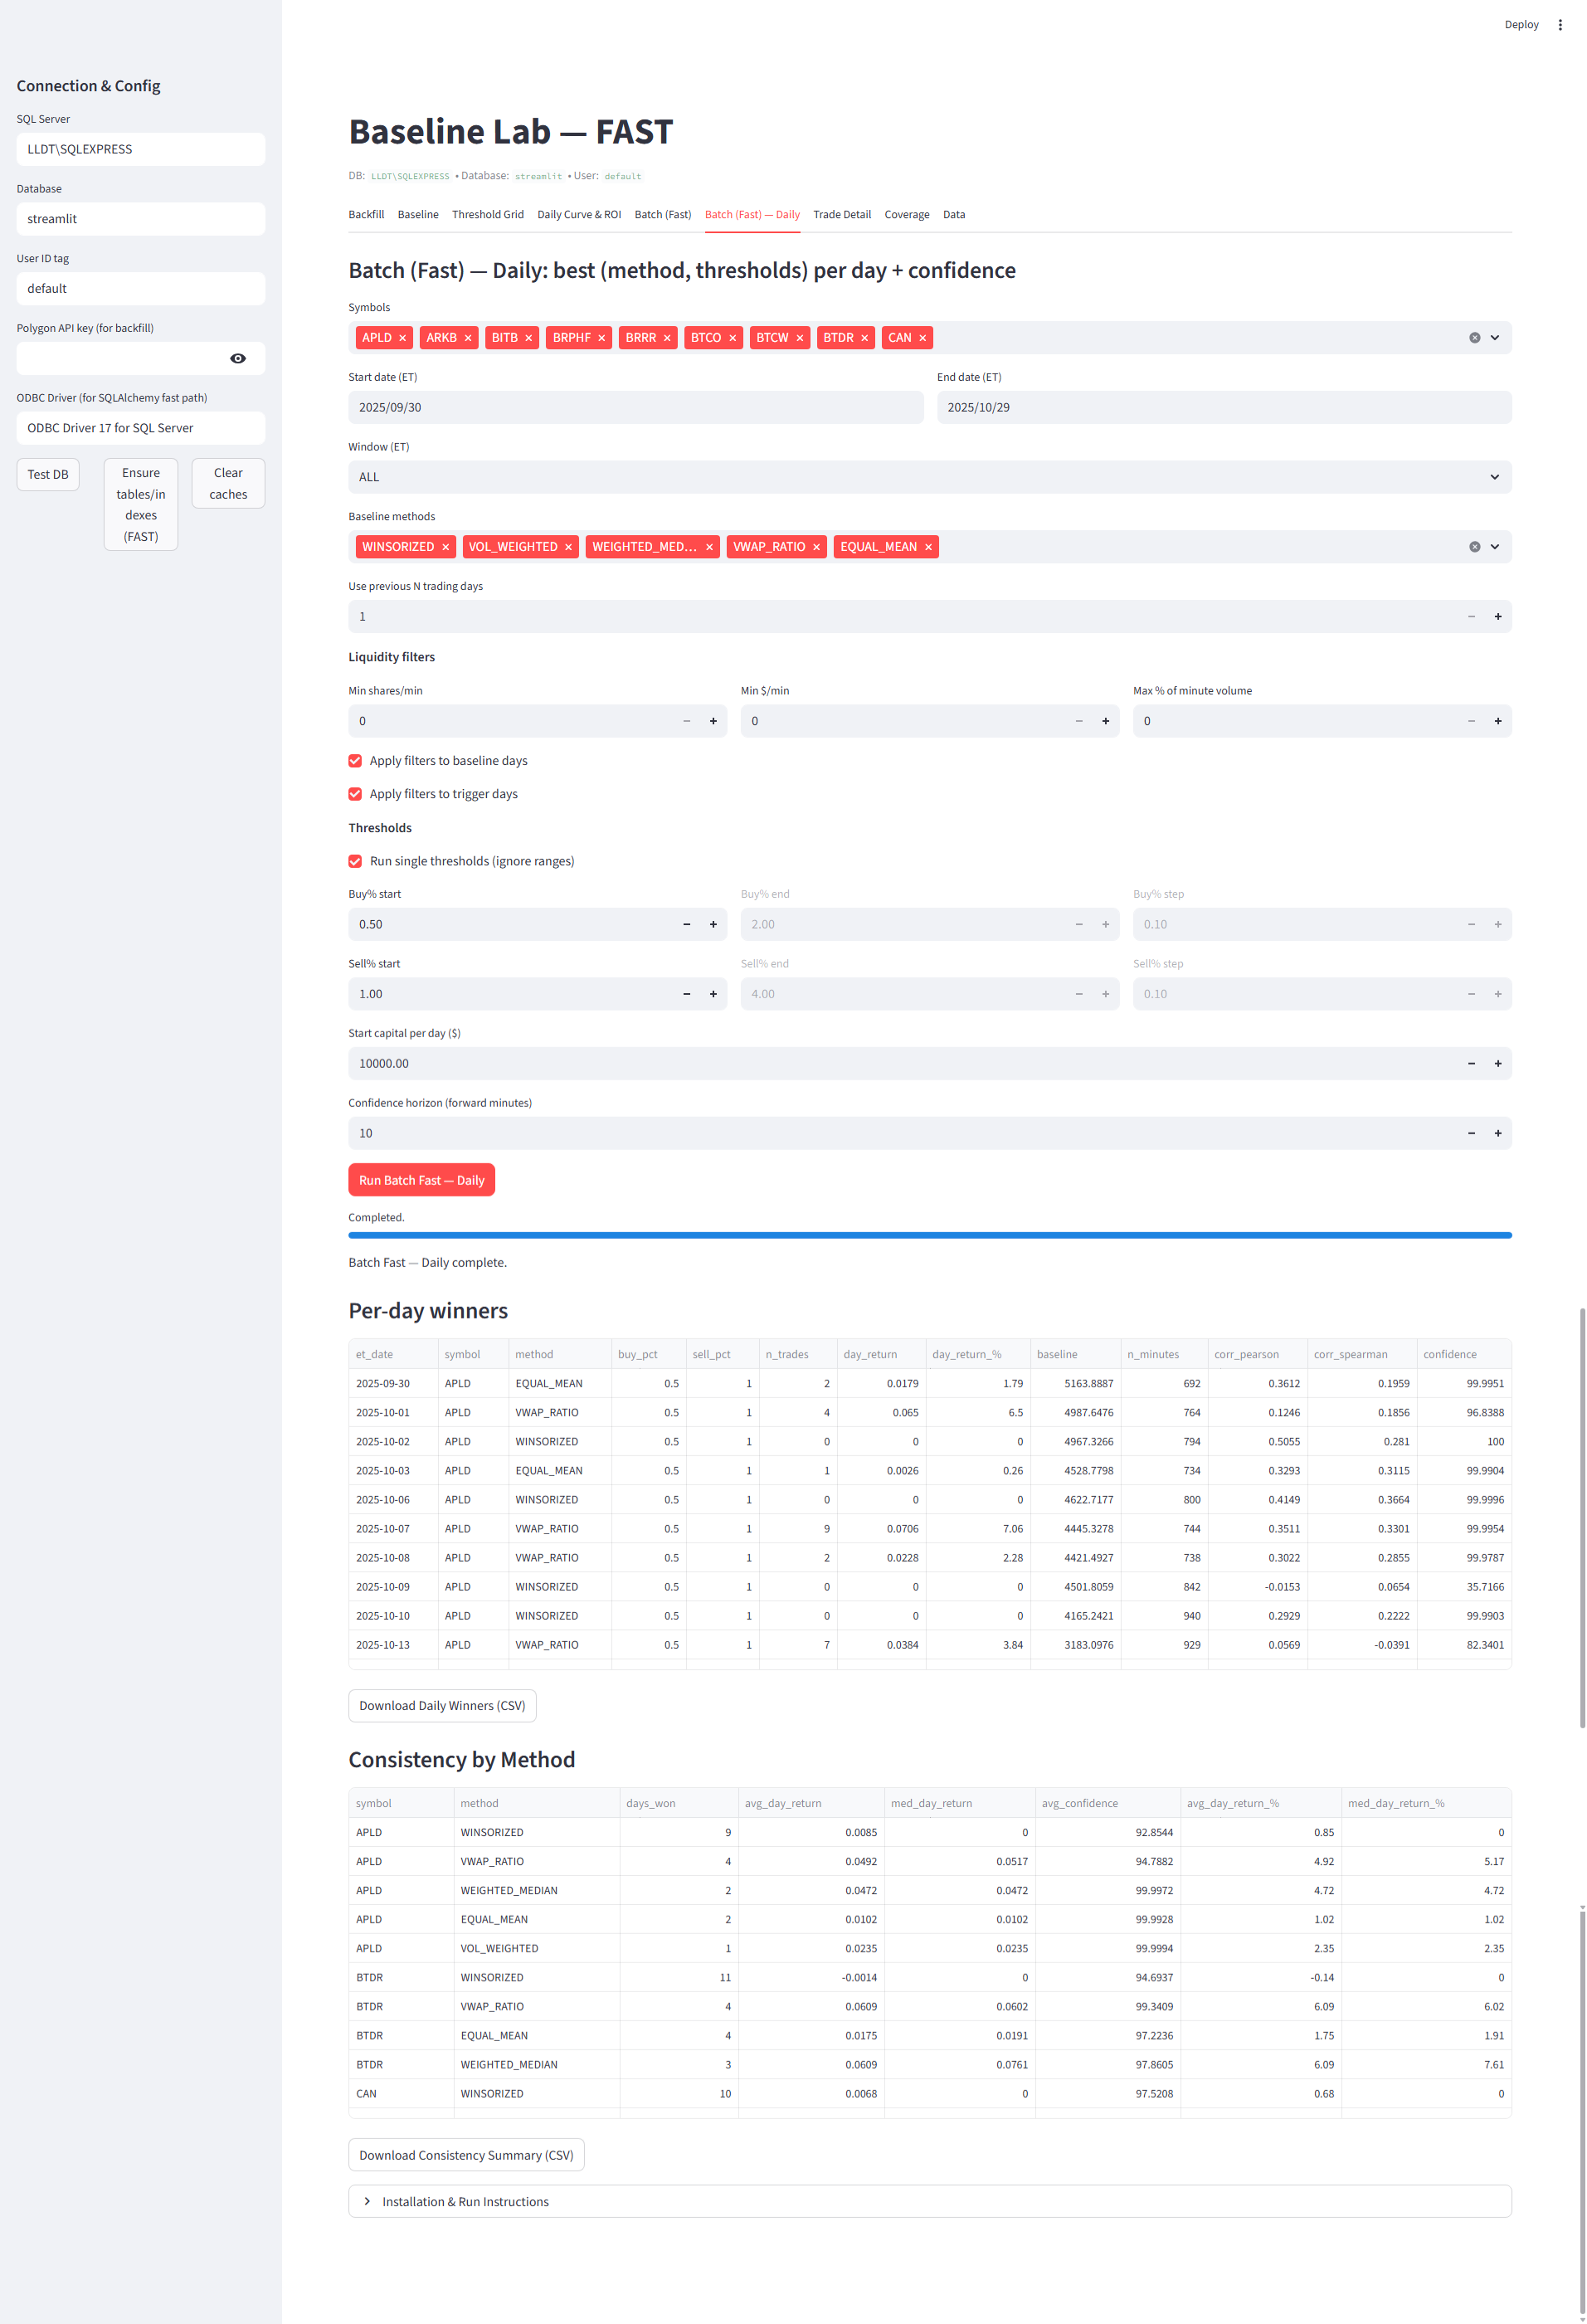 Deploy
Connection & Config
SQL Server
LLDT\SQLEXPRESS
Database
streamlit
User ID tag
default
Polygon API key (for backfill)
ODBC Driver (for SQLAlchemy fast path)
ODBC Driver 17 for SQL Server
Test DB
Ensure
tables/in
dexes
(FAST)
Clear
caches
Baseline Lab — FAST
DB: LLDT\SQLEXPRESS • Database: streamlit • User: default
Backfill Baseline Threshold Grid Daily Curve & ROI Batch (Fast) Batch (Fast) — Daily Trade Detail Coverage Data
Batch (Fast) — Daily: best (method, thresholds) per day + confidence
Symbols
APLD × ARKB × BITB × BRPHF × BRRR × BTCO × BTCW × BTDR × CAN ×
Start date (ET) End date (ET)
2025/09/30 2025/10/29
Window (ET)
ALL
Baseline methods
WINSORIZED × VOL_WEIGHTED × WEIGHTED_MED... × VWAP_RATIO × EQUAL_MEAN ×
Use previous N trading days
1 − +
Liquidity filters
Min shares/min Min $/min Max % of minute volume
0 − + 0 − + 0 − +
Apply filters to baseline days
Apply filters to trigger days
Thresholds
Run single thresholds (ignore ranges)
Buy% start Buy% end Buy% step
0.50 − + 2.00 − + 0.10 − +
Sell% start Sell% end Sell% step
1.00 − + 4.00 − + 0.10 − +
Start capital per day ($)
10000.00 − +
Confidence horizon (forward minutes)
10 − +
Run Batch Fast — Daily
Completed.
Batch Fast — Daily complete.
Per-day winners
et_date symbol method buy_pct sell_pct n_trades day_return day_return_% baseline n_minutes corr_pearson corr_spearman confidence
2025-09-30 APLD EQUAL_MEAN 0.5 1 2 0.0179 1.79 5163.8887 692 0.3612 0.1959 99.9951
2025-10-01 APLD VWAP_RATIO 0.5 1 4 0.065 6.5 4987.6476 764 0.1246 0.1856 96.8388
2025-10-02 APLD WINSORIZED 0.5 1 0 0 0 4967.3266 794 0.5055 0.281 100
2025-10-03 APLD EQUAL_MEAN 0.5 1 1 0.0026 0.26 4528.7798 734 0.3293 0.3115 99.9904
2025-10-06 APLD WINSORIZED 0.5 1 0 0 0 4622.7177 800 0.4149 0.3664 99.9996
2025-10-07 APLD VWAP_RATIO 0.5 1 9 0.0706 7.06 4445.3278 744 0.3511 0.3301 99.9954
2025-10-08 APLD VWAP_RATIO 0.5 1 2 0.0228 2.28 4421.4927 738 0.3022 0.2855 99.9787
2025-10-09 APLD WINSORIZED 0.5 1 0 0 0 4501.8059 842 -0.0153 0.0654 35.7166
2025-10-10 APLD WINSORIZED 0.5 1 0 0 0 4165.2421 940 0.2929 0.2222 99.9903
2025-10-13 APLD VWAP_RATIO 0.5 1 7 0.0384 3.84 3183.0976 929 0.0569 -0.0391 82.3401
Download Daily Winners (CSV)
Consistency by Method
symbol method days_won avg_day_return med_day_return avg_confidence avg_day_return_% med_day_return_%
APLD WINSORIZED 9 0.0085 0 92.8544 0.85 0
APLD VWAP_RATIO 4 0.0492 0.0517 94.7882 4.92 5.17
APLD WEIGHTED_MEDIAN 2 0.0472 0.0472 99.9972 4.72 4.72
APLD EQUAL_MEAN 2 0.0102 0.0102 99.9928 1.02 1.02
APLD VOL_WEIGHTED 1 0.0235 0.0235 99.9994 2.35 2.35
BTDR WINSORIZED 11 -0.0014 0 94.6937 -0.14 0
BTDR VWAP_RATIO 4 0.0609 0.0602 99.3409 6.09 6.02
BTDR EQUAL_MEAN 4 0.0175 0.0191 97.2236 1.75 1.91
BTDR WEIGHTED_MEDIAN 3 0.0609 0.0761 97.8605 6.09 7.61
CAN WINSORIZED 10 0.0068 0 97.5208 0.68 0
Download Consistency Summary (CSV)
Installation & Run Instructions